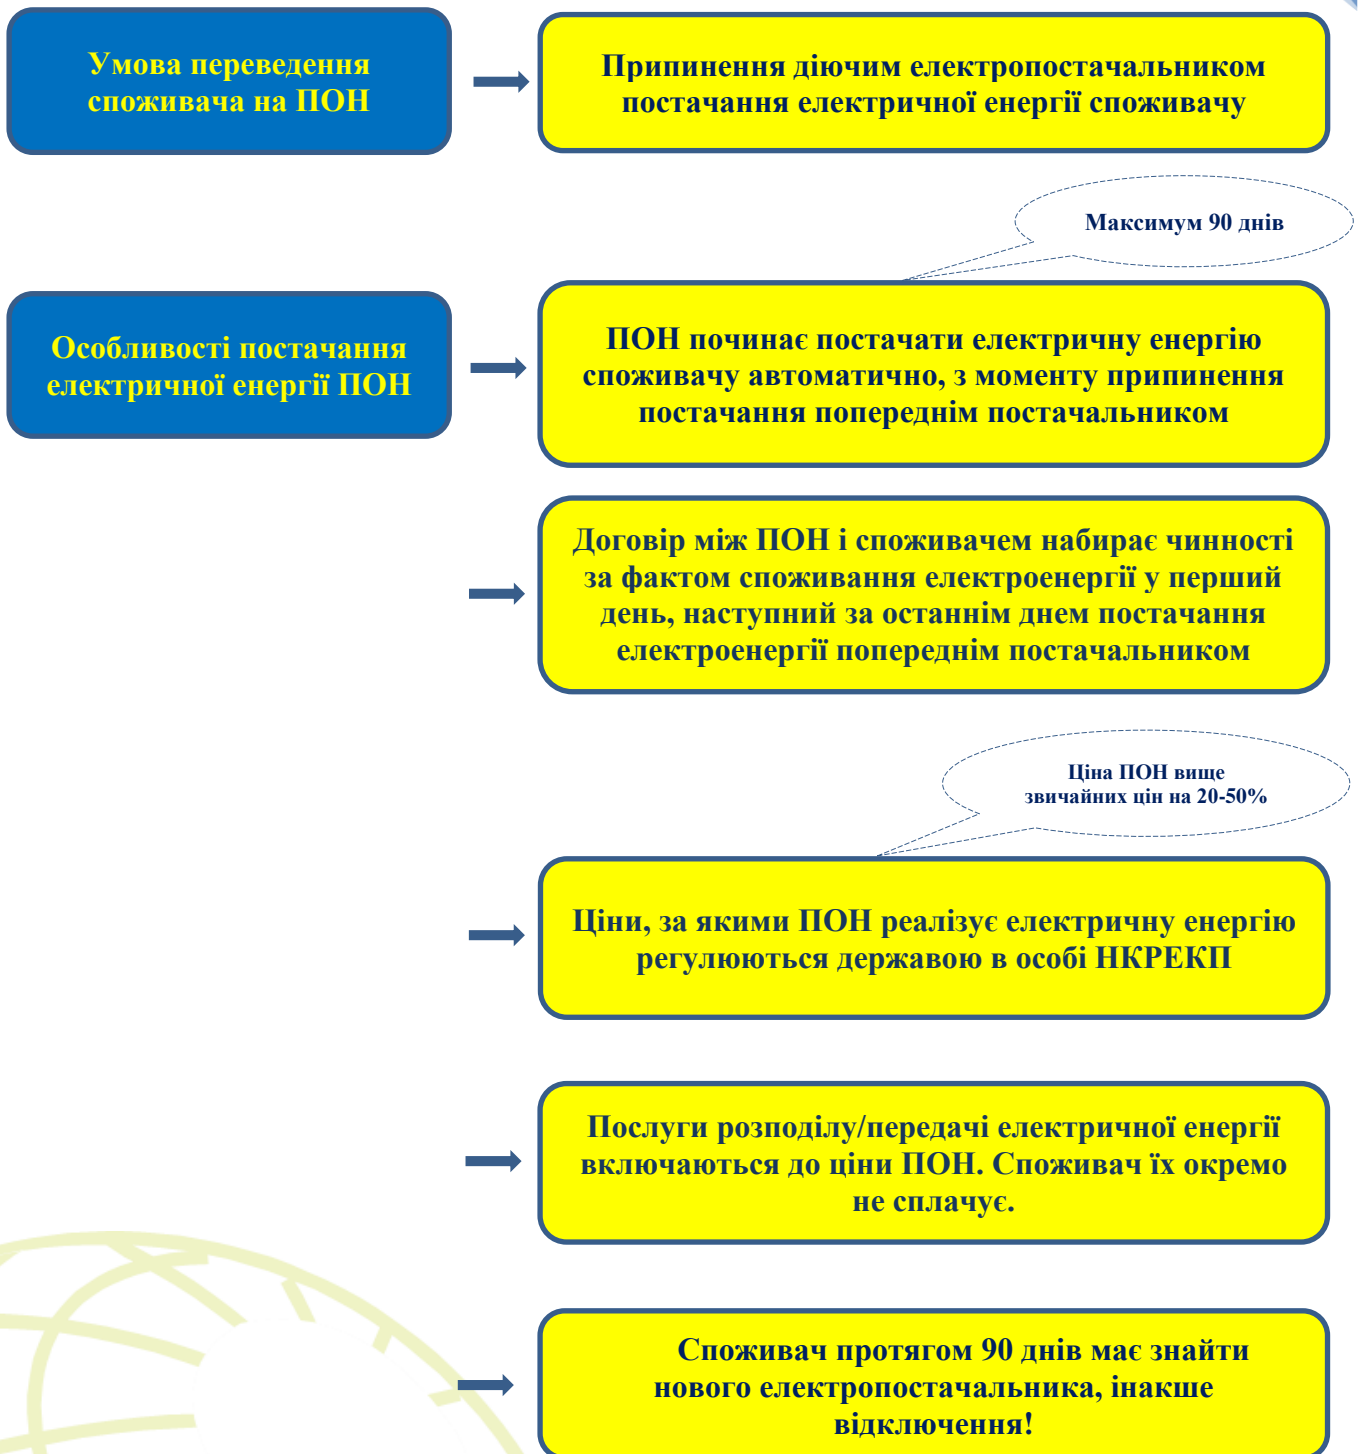 Умова переведення
споживача на ПОН
Припинення діючим електропостачальником
постачання електричної енергії споживачу
Максимум 90 днів
Особливості постачання
електричної енергії ПОН
ПОН починає постачати електричну енергію
споживачу автоматично, з моменту припинення
постачання попереднім постачальником
Договір між ПОН і споживачем набирає чинності
за фактом споживання електроенергії у перший
день, наступний за останнім днем постачання
електроенергії попереднім постачальником
Ціна ПОН вище
звичайних цін на 20-50%
Ціни, за якими ПОН реалізує електричну енергію
регулюються державою в особі НКРЕКП
Послуги розподілу/передачі електричної енергії
включаються до ціни ПОН. Споживач їх окремо
не сплачує.
Споживач протягом 90 днів має знайти
нового електропостачальника, інакше
відключення!